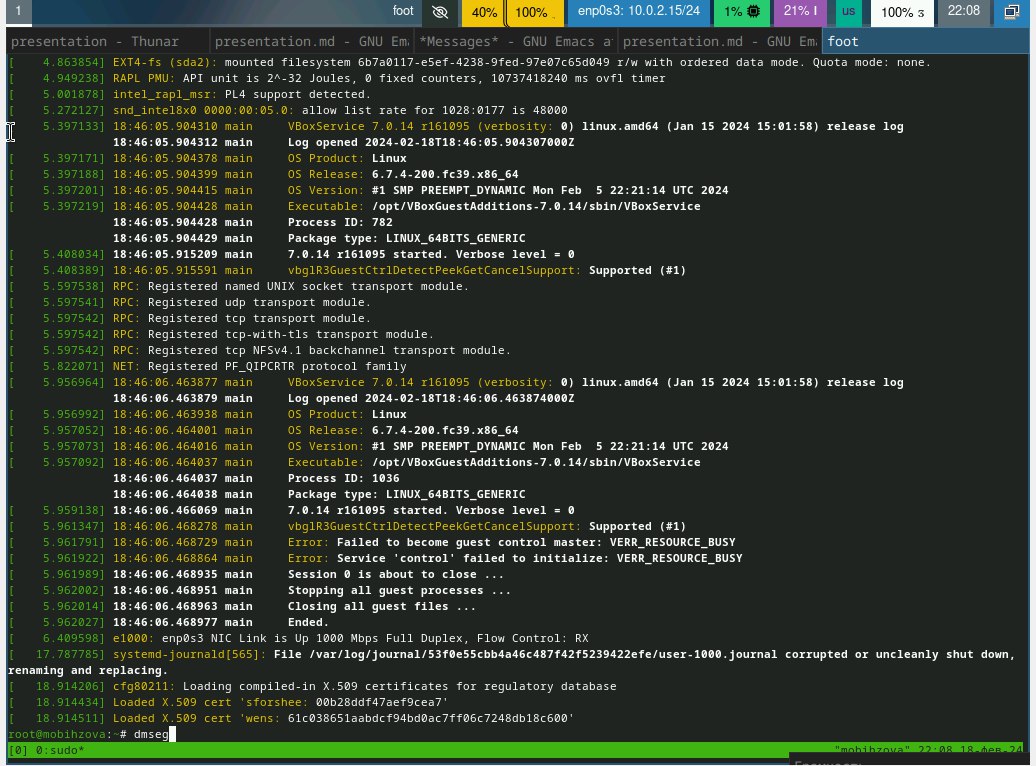 1 foot 40% 100% enp0s3: 10.0.2.15/24 1% 21% us 100% 22:08
presentation - Thunar presentation.md - GNU Em *Messages* - GNU Emacs a presentation.md - GNU Em foot
[    4.863854] EXT4-fs (sda2): mounted filesystem 6b7a0117-e5ef-4238-9fed-97e07c65d049 r/w with ordered data mode. Quota mode: none.
[    4.949238] RAPL PMU: API unit is 2^-32 Joules, 0 fixed counters, 10737418240 ms ovfl timer
[    5.001878] intel_rapl_msr: PL4 support detected.
[    5.272127] snd_intel8x0 0000:00:05.0: allow list rate for 1028:0177 is 48000
[    5.397133] 18:46:05.904310 main     VBoxService 7.0.14 r161095 (verbosity: 0) linux.amd64 (Jan 15 2024 15:01:58) release log
18:46:05.904312 main     Log opened 2024-02-18T18:46:05.904307000Z
[    5.397171] 18:46:05.904378 main     OS Product: Linux
[    5.397188] 18:46:05.904399 main     OS Release: 6.7.4-200.fc39.x86_64
[    5.397201] 18:46:05.904415 main     OS Version: #1 SMP PREEMPT_DYNAMIC Mon Feb  5 22:21:14 UTC 2024
[    5.397219] 18:46:05.904428 main     Executable: /opt/VBoxGuestAdditions-7.0.14/sbin/VBoxService
18:46:05.904428 main     Process ID: 782
18:46:05.904429 main     Package type: LINUX_64BITS_GENERIC
[    5.408034] 18:46:05.915209 main     7.0.14 r161095 started. Verbose level = 0
[    5.408389] 18:46:05.915591 main     vbglR3GuestCtrlDetectPeekGetCancelSupport: Supported (#1)
[    5.597538] RPC: Registered named UNIX socket transport module.
[    5.597541] RPC: Registered udp transport module.
[    5.597542] RPC: Registered tcp transport module.
[    5.597542] RPC: Registered tcp-with-tls transport module.
[    5.597542] RPC: Registered tcp NFSv4.1 backchannel transport module.
[    5.822071] NET: Registered PF_QIPCRTR protocol family
[    5.956964] 18:46:06.463877 main     VBoxService 7.0.14 r161095 (verbosity: 0) linux.amd64 (Jan 15 2024 15:01:58) release log
18:46:06.463879 main     Log opened 2024-02-18T18:46:06.463874000Z
[    5.956992] 18:46:06.463938 main     OS Product: Linux
[    5.957052] 18:46:06.464001 main     OS Release: 6.7.4-200.fc39.x86_64
[    5.957073] 18:46:06.464016 main     OS Version: #1 SMP PREEMPT_DYNAMIC Mon Feb  5 22:21:14 UTC 2024
[    5.957092] 18:46:06.464037 main     Executable: /opt/VBoxGuestAdditions-7.0.14/sbin/VBoxService
18:46:06.464037 main     Process ID: 1036
18:46:06.464038 main     Package type: LINUX_64BITS_GENERIC
[    5.959138] 18:46:06.466069 main     7.0.14 r161095 started. Verbose level = 0
[    5.961347] 18:46:06.468278 main     vbglR3GuestCtrlDetectPeekGetCancelSupport: Supported (#1)
[    5.961791] 18:46:06.468729 main     Error: Failed to become guest control master: VERR_RESOURCE_BUSY
[    5.961922] 18:46:06.468864 main     Error: Service 'control' failed to initialize: VERR_RESOURCE_BUSY
[    5.961989] 18:46:06.468935 main     Session 0 is about to close ...
[    5.962002] 18:46:06.468951 main     Stopping all guest processes ...
[    5.962014] 18:46:06.468963 main     Closing all guest files ...
[    5.962027] 18:46:06.468977 main     Ended.
[    6.409598] e1000: enp0s3 NIC Link is Up 1000 Mbps Full Duplex, Flow Control: RX
[   17.787785] systemd-journald[565]: File /var/log/journal/53f0e55cbb4a46c487f42f5239422efe/user-1000.journal corrupted or uncleanly shut down,
renaming and replacing.
[   18.914206] cfg80211: Loading compiled-in X.509 certificates for regulatory database
[   18.914434] Loaded X.509 cert 'sforshee: 00b28ddf47aef9cea7'
[   18.914511] Loaded X.509 cert 'wens: 61c038651aabdcf94bd0ac7ff06c7248db18c600'
root@mobihzova:~# dmseg
[0] 0:sudo* "mobihzova" 22:08 18-фев-24